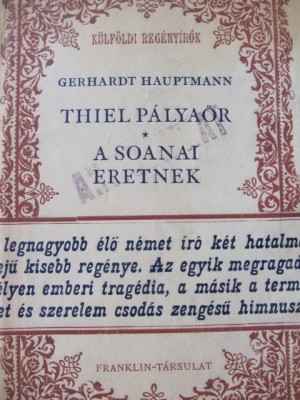 KÜLFÖLDI REGÉNYÍRÓK
GERHARDT HAUPTMANN
THIEL PÁLYAŐR
*
A SOANAI
ERETNEK
legnagyobb élő német író két hatalma
ejű kisebb regénye. Az egyik megragad
élyen emberi tragédia, a másik a term
et és szerelem csodás zengésű himnusz
FRANKLIN-TÁRSULAT